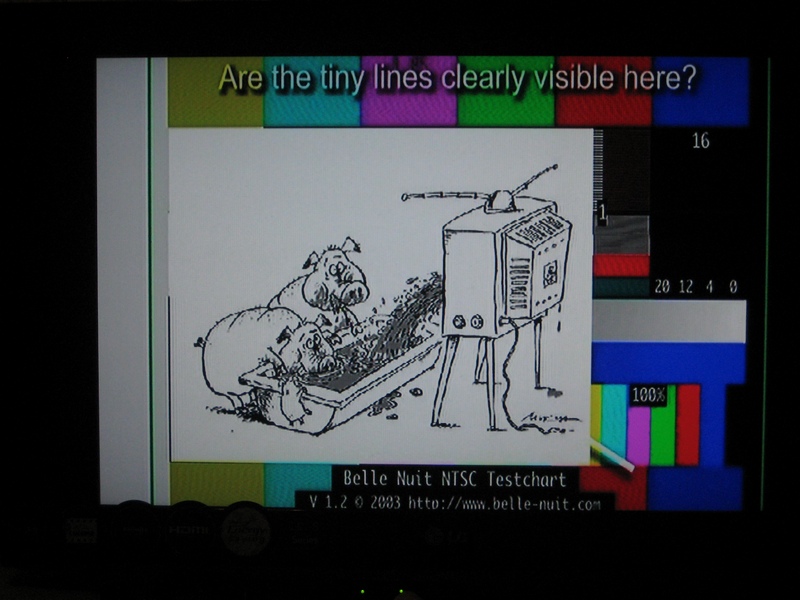 Are the tiny lines clearly visible here?
16
1
20 12 4 0
100%
Belle Nuit NTSC Testchart
V 1.2 © 2003 http://www.belle-nuit.com